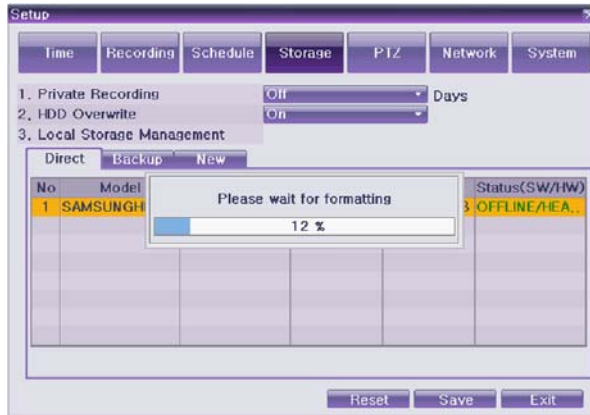 Setup
Time Recording Schedule Storage PTZ Network System
1. Private Recording Off Days
2. HDD Overwrite On
3. Local Storage Management
Direct Backup New
No Model Status(SW/HW)
1 SAMSUNGH OFFLINE/HEA..
Please wait for formatting
12 %
Reset Save Exit